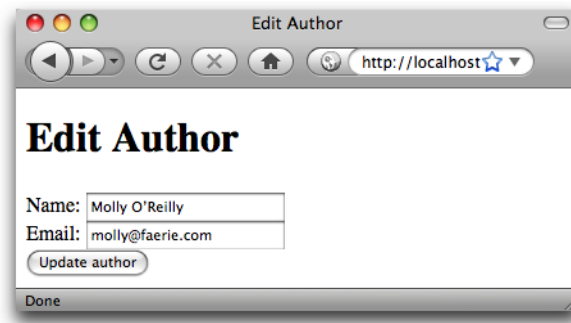 Edit Author
http://localhost
Edit Author
Name: Molly O'Reilly
Email: molly@faerie.com
Update author
Done